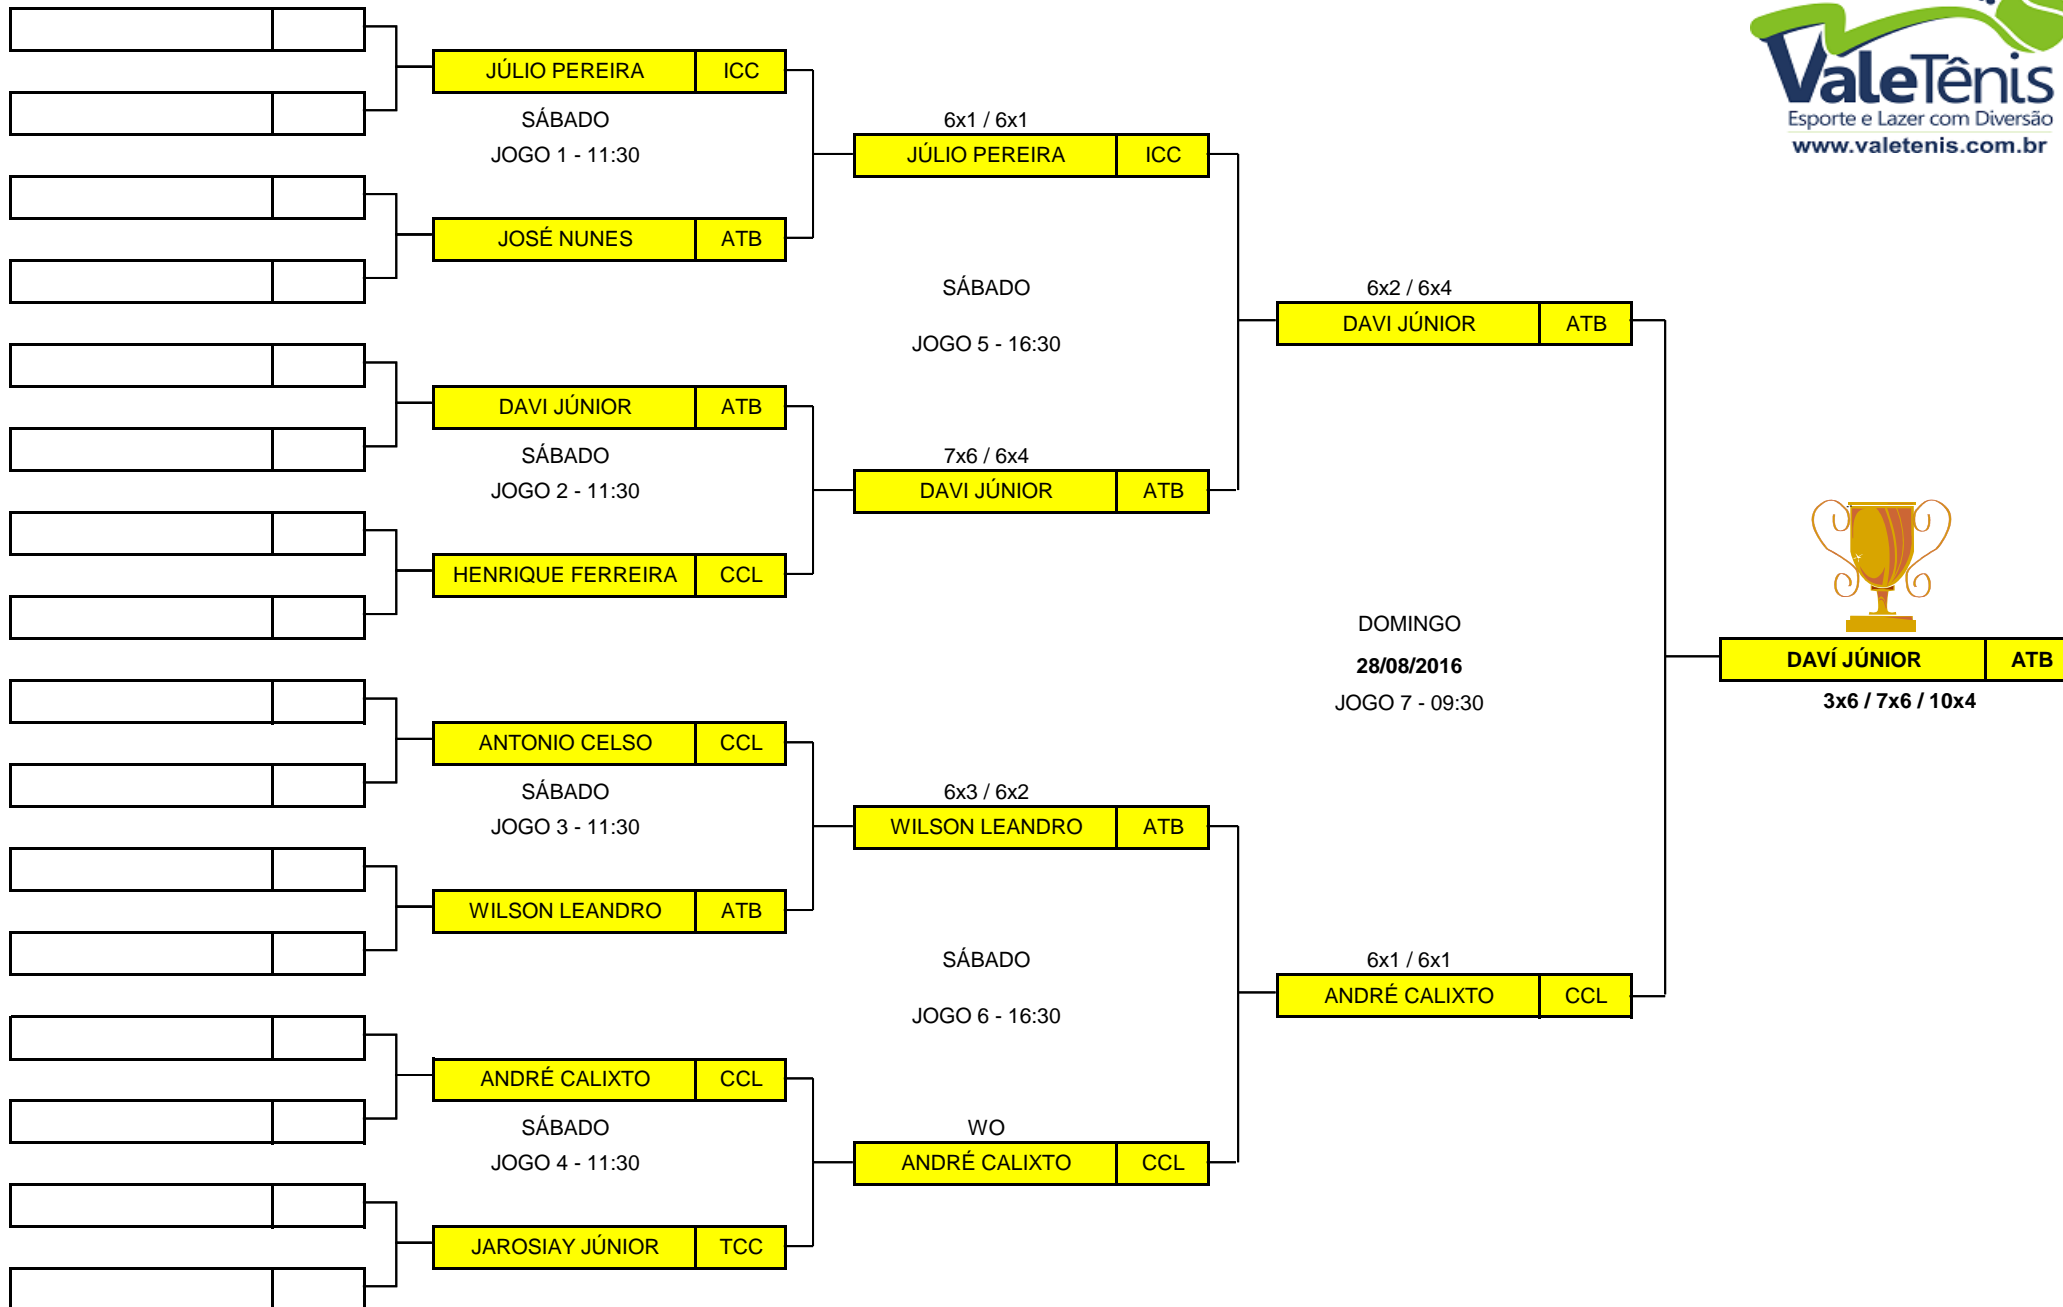 ValeTênis
Esporte e Lazer com Diversão
www.valetenis.com.br
JÚLIO PEREIRA ICC
SÁBADO
JOGO 1 - 11:30
JOSÉ NUNES ATB
DAVI JÚNIOR ATB
SÁBADO
JOGO 2 - 11:30
HENRIQUE FERREIRA CCL
ANTONIO CELSO CCL
SÁBADO
JOGO 3 - 11:30
WILSON LEANDRO ATB
ANDRÉ CALIXTO CCL
SÁBADO
JOGO 4 - 11:30
JAROSIAY JÚNIOR TCC
6x1 / 6x1
JÚLIO PEREIRA ICC
SÁBADO
JOGO 5 - 16:30
7x6 / 6x4
DAVI JÚNIOR ATB
6x3 / 6x2
WILSON LEANDRO ATB
SÁBADO
JOGO 6 - 16:30
WO
ANDRÉ CALIXTO CCL
6x2 / 6x4
DAVI JÚNIOR ATB
DOMINGO
28/08/2016
JOGO 7 - 09:30
6x1 / 6x1
ANDRÉ CALIXTO CCL
DAVÍ JÚNIOR ATB
3x6 / 7x6 / 10x4